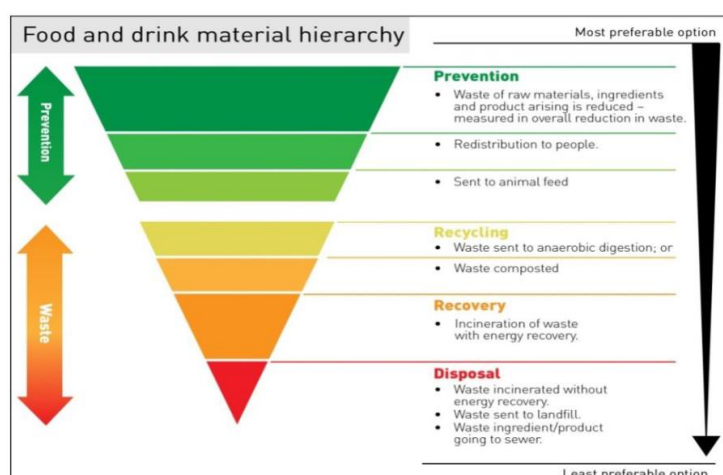 Food and drink material hierarchy
Most preferable option
Prevention
Prevention
• Waste of raw materials, ingredients
and product arising is reduced –
measured in overall reduction in waste.
• Redistribution to people.
• Sent to animal feed
Waste
Recycling
• Waste sent to anaerobic digestion; or
• Waste composted
Recovery
• Incineration of waste
with energy recovery.
Disposal
• Waste incinerated without
energy recovery.
• Waste sent to landfill.
• Waste ingredient/product
going to sewer.
Least preferable option